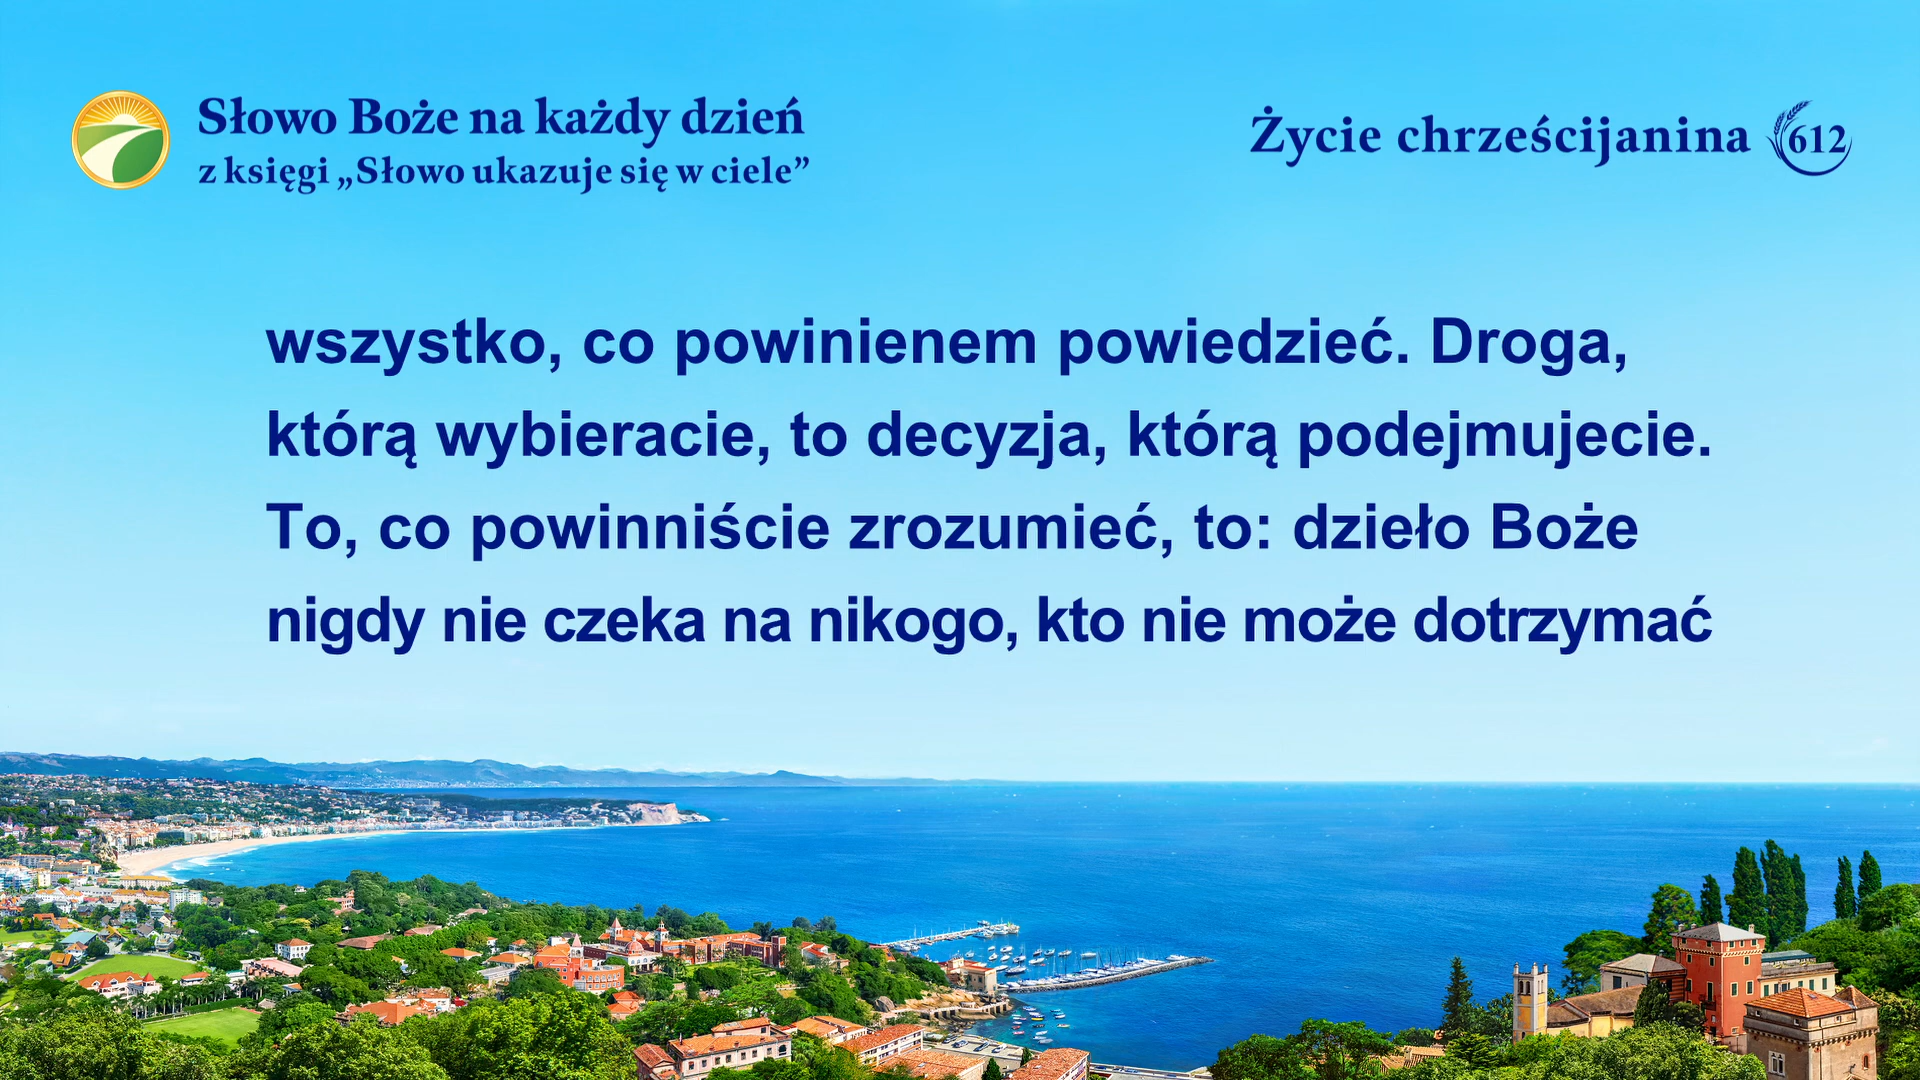 Słowo Boże na każdy dzień
z księgi „Słowo ukazuje się w ciele”
Życie chrześcijanina 612
wszystko, co powinienem powiedzieć. Droga,
którą wybieracie, to decyzja, którą podejmujecie.
To, co powinniście zrozumieć, to: dzieło Boże
nigdy nie czeka na nikogo, kto nie może dotrzymać